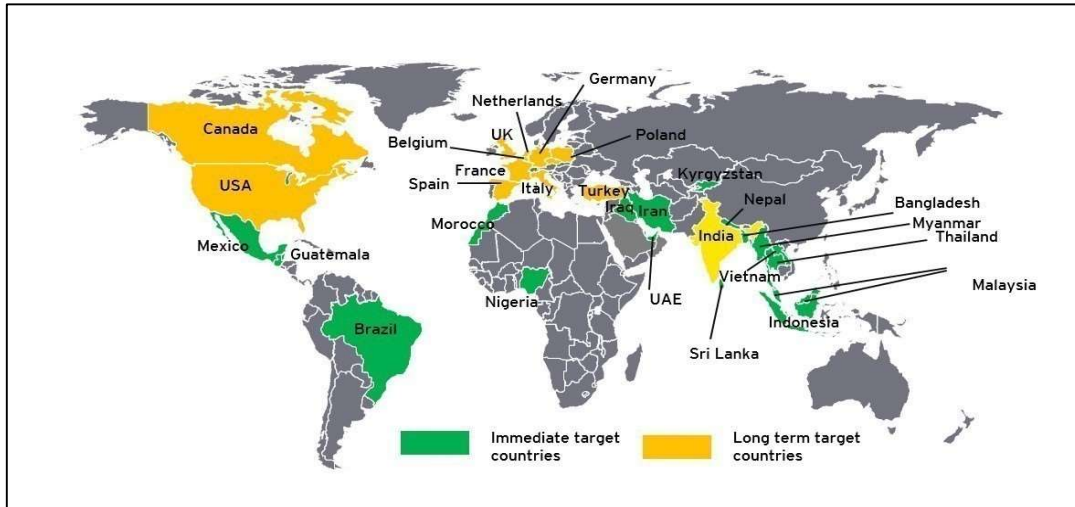 Germany
Netherlands
Canada
UK
Poland
Belgium
France
Kyrgyzstan
USA
Spain
Italy
Turkey
Nepal
Iraq
Iran
Bangladesh
Morocco
Myanmar
India
Thailand
Mexico
Guatemala
Vietnam
Malaysia
Nigeria
UAE
Indonesia
Brazil
Sri Lanka
Immediate target
countries
Long term target
countries